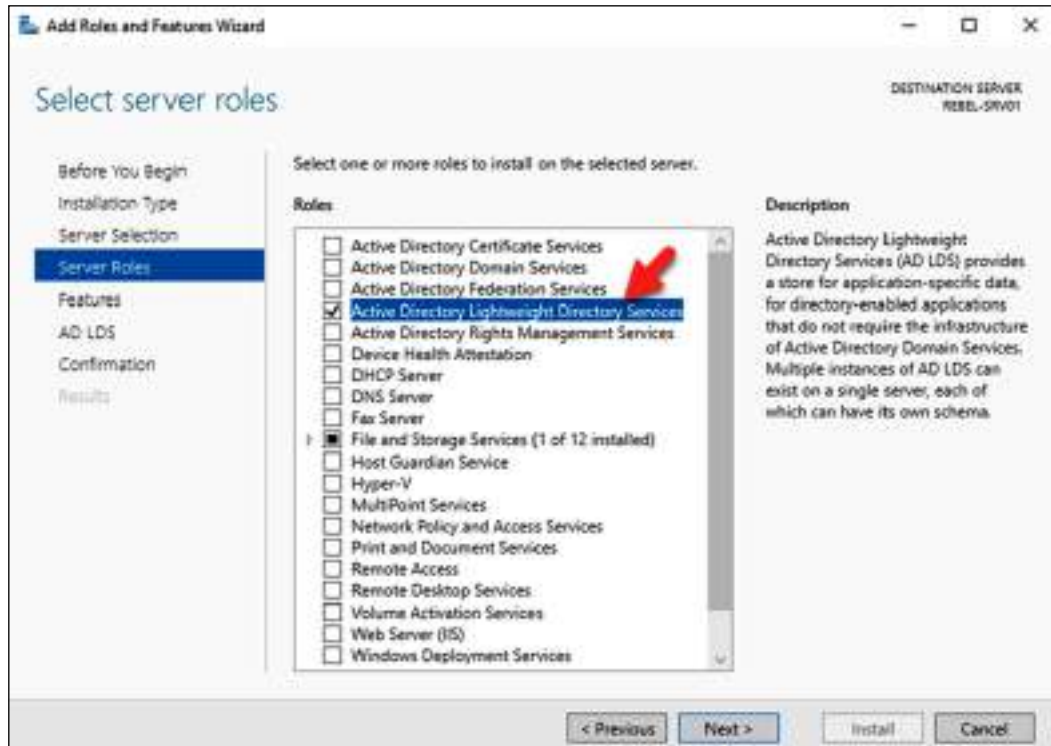 Add Roles and Features Wizard
Select server roles
DESTINATION SERVER
REBEL-SRV01
Before You Begin
Installation Type
Server Selection
Server Roles
Features
AD LDS
Confirmation
Results
Select one or more roles to install on the selected server.
Roles
Active Directory Certificate Services
Active Directory Domain Services
Active Directory Federation Services
Active Directory Lightweight Directory Services
Active Directory Rights Management Services
Device Health Attestation
DHCP Server
DNS Server
Fax Server
File and Storage Services (1 of 12 installed)
Host Guardian Service
Hyper-V
MultiPoint Services
Network Policy and Access Services
Print and Document Services
Remote Access
Remote Desktop Services
Volume Activation Services
Web Server (IIS)
Windows Deployment Services
Description
Active Directory Lightweight
Directory Services (AD LDS) provides
a store for application-specific data,
for directory-enabled applications
that do not require the infrastructure
of Active Directory Domain Services.
Multiple instances of AD LDS can
exist on a single server, each of
which can have its own schema.
< Previous
Next >
Install
Cancel